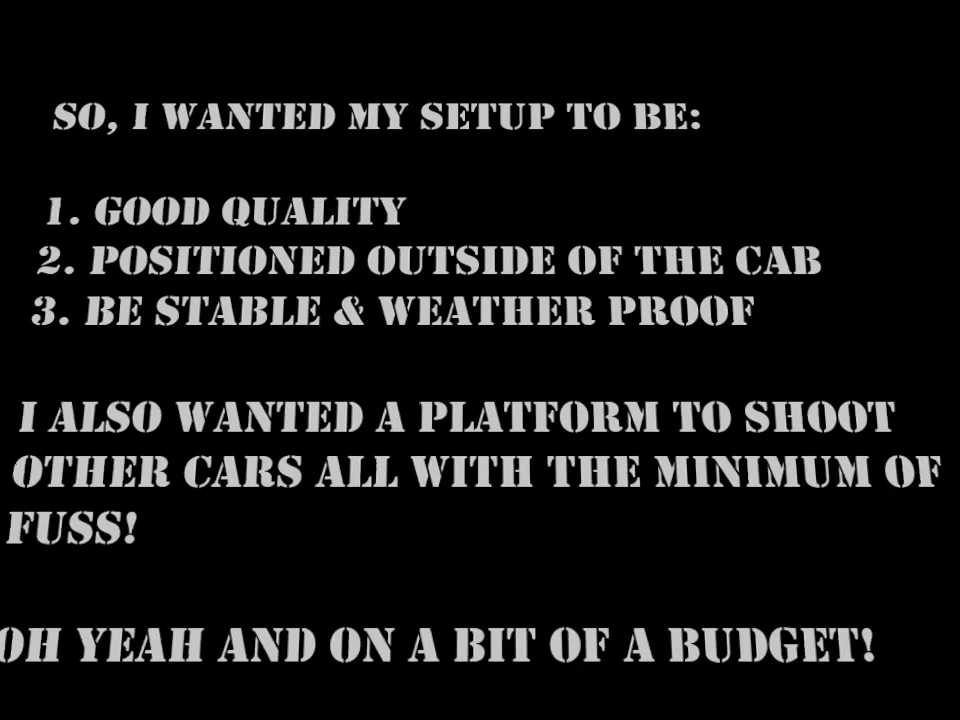 SO, I WANTED MY SETUP TO BE:
1. GOOD QUALITY
2. POSITIONED OUTSIDE OF THE CAB
3. BE STABLE & WEATHER PROOF
I ALSO WANTED A PLATFORM TO SHOOT
OTHER CARS ALL WITH THE MINIMUM OF
FUSS!
OH YEAH AND ON A BIT OF A BUDGET!